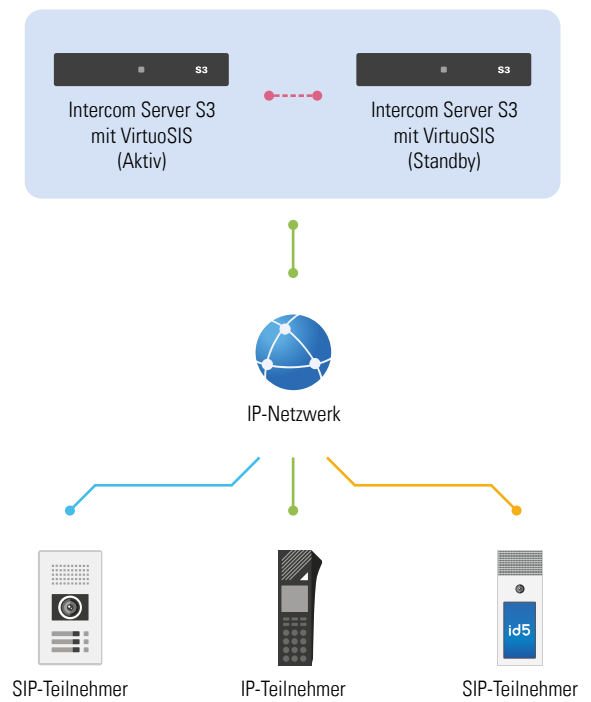 S3
S3
Intercom Server S3
mit VirtuoSIS
(Aktiv)
Intercom Server S3
mit VirtuoSIS
(Standby)
IP-Netzwerk
id5
SIP-Teilnehmer
IP-Teilnehmer
SIP-Teilnehmer